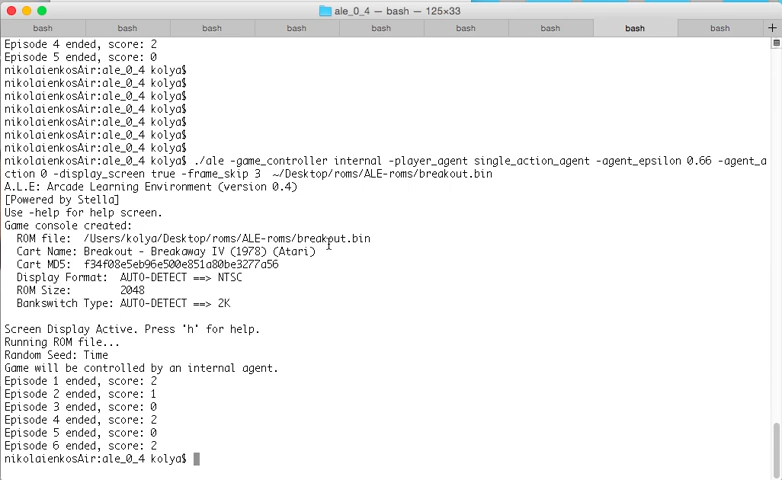 ale_0_4 — bash — 125×33
bash bash bash bash bash bash bash bash
Episode 4 ended, score: 2
Episode 5 ended, score: 0
nikolaienkosAir:ale_0_4 kolya$
nikolaienkosAir:ale_0_4 kolya$
nikolaienkosAir:ale_0_4 kolya$
nikolaienkosAir:ale_0_4 kolya$
nikolaienkosAir:ale_0_4 kolya$
nikolaienkosAir:ale_0_4 kolya$
nikolaienkosAir:ale_0_4 kolya$
nikolaienkosAir:ale_0_4 kolya$ ./ale -game_controller internal -player_agent single_action_agent -agent_epsilon 0.66 -agent_a
ction 0 -display_screen true -frame_skip 3  ~/Desktop/roms/ALE-roms/breakout.bin
A.L.E: Arcade Learning Environment (version 0.4)
[Powered by Stella]
Use -help for help screen.
Game console created:
ROM file:  /Users/kolya/Desktop/roms/ALE-roms/breakout.bin
Cart Name: Breakout - Breakaway IV (1978) (Atari)
Cart MD5:  f34f08e5eb96e500e851a80be3277a56
Display Format:  AUTO-DETECT ==> NTSC
ROM Size:        2048
Bankswitch Type: AUTO-DETECT ==> 2K
Screen Display Active. Press 'h' for help.
Running ROM file...
Random Seed: Time
Game will be controlled by an internal agent.
Episode 1 ended, score: 2
Episode 2 ended, score: 1
Episode 3 ended, score: 0
Episode 4 ended, score: 2
Episode 5 ended, score: 0
Episode 6 ended, score: 2
nikolaienkosAir:ale_0_4 kolya$